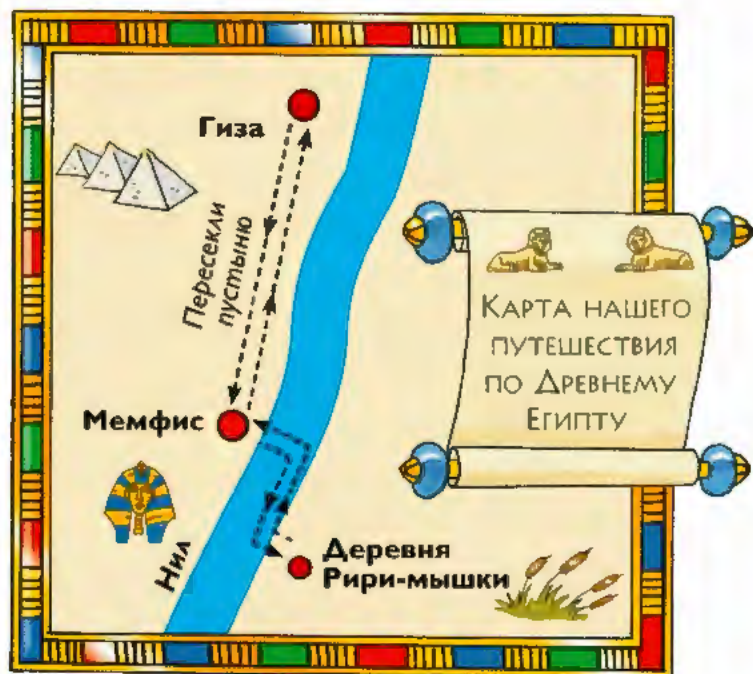 Гиза
Пересекли
пустыню
Карта нашего
путешествия
по Древнему
Египту
Мемфис
Нил
Деревня
Рири-мышки